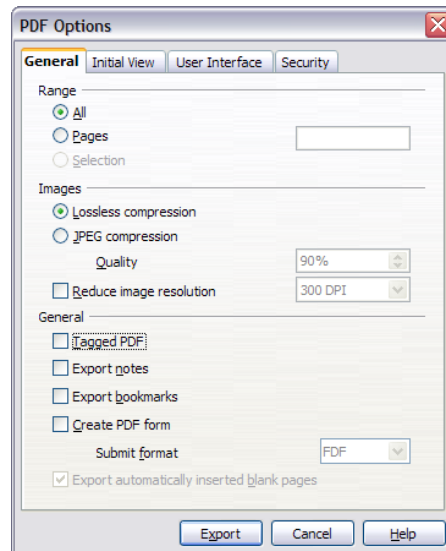 PDF Options
General Initial View User Interface Security
Range
All
Pages
Selection
Images
Lossless compression
JPEG compression
Quality 90%
Reduce image resolution 300 DPI
General
Tagged PDF
Export notes
Export bookmarks
Create PDF form
Submit format FDF
Export automatically inserted blank pages
Export Cancel Help